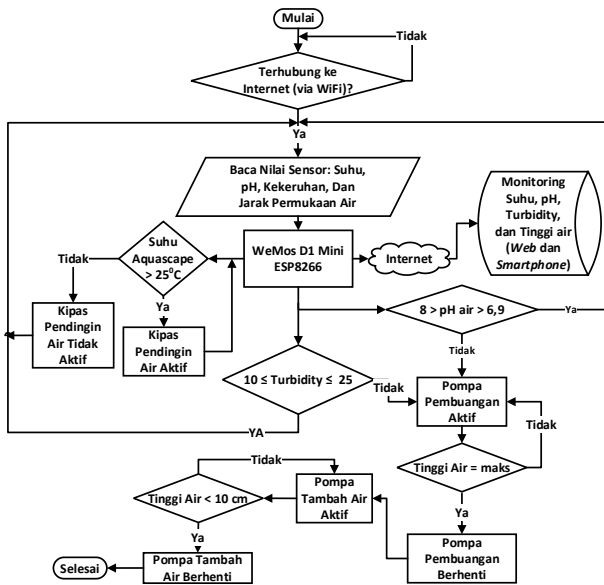 Mulai
Tidak
Terhubung ke
Internet (via WiFi)?
Ya
Baca Nilai Sensor: Suhu,
pH, Kekeruhan, Dan
Jarak Permukaan Air
Monitoring
Suhu, pH,
Turbidity,
dan Tinggi air
(Web dan
Smartphone)
WeMos D1 Mini
ESP8266
Internet
Suhu
Aquascape
> 25⁰C
Tidak
Ya
Kipas
Pendingin
Air Tidak
Aktif
Kipas
Pendingin
Air Aktif
8 > pH air > 6,9
Ya
Tidak
10 ≤ Turbidity ≤ 25
Tidak
YA
Pompa
Pembuangan
Aktif
Tidak
Tinggi Air = maks
Ya
Pompa
Pembuangan
Berhenti
Tidak
Pompa
Tambah Air
Aktif
Tinggi Air < 10 cm
Ya
Pompa Tambah
Air Berhenti
Selesai